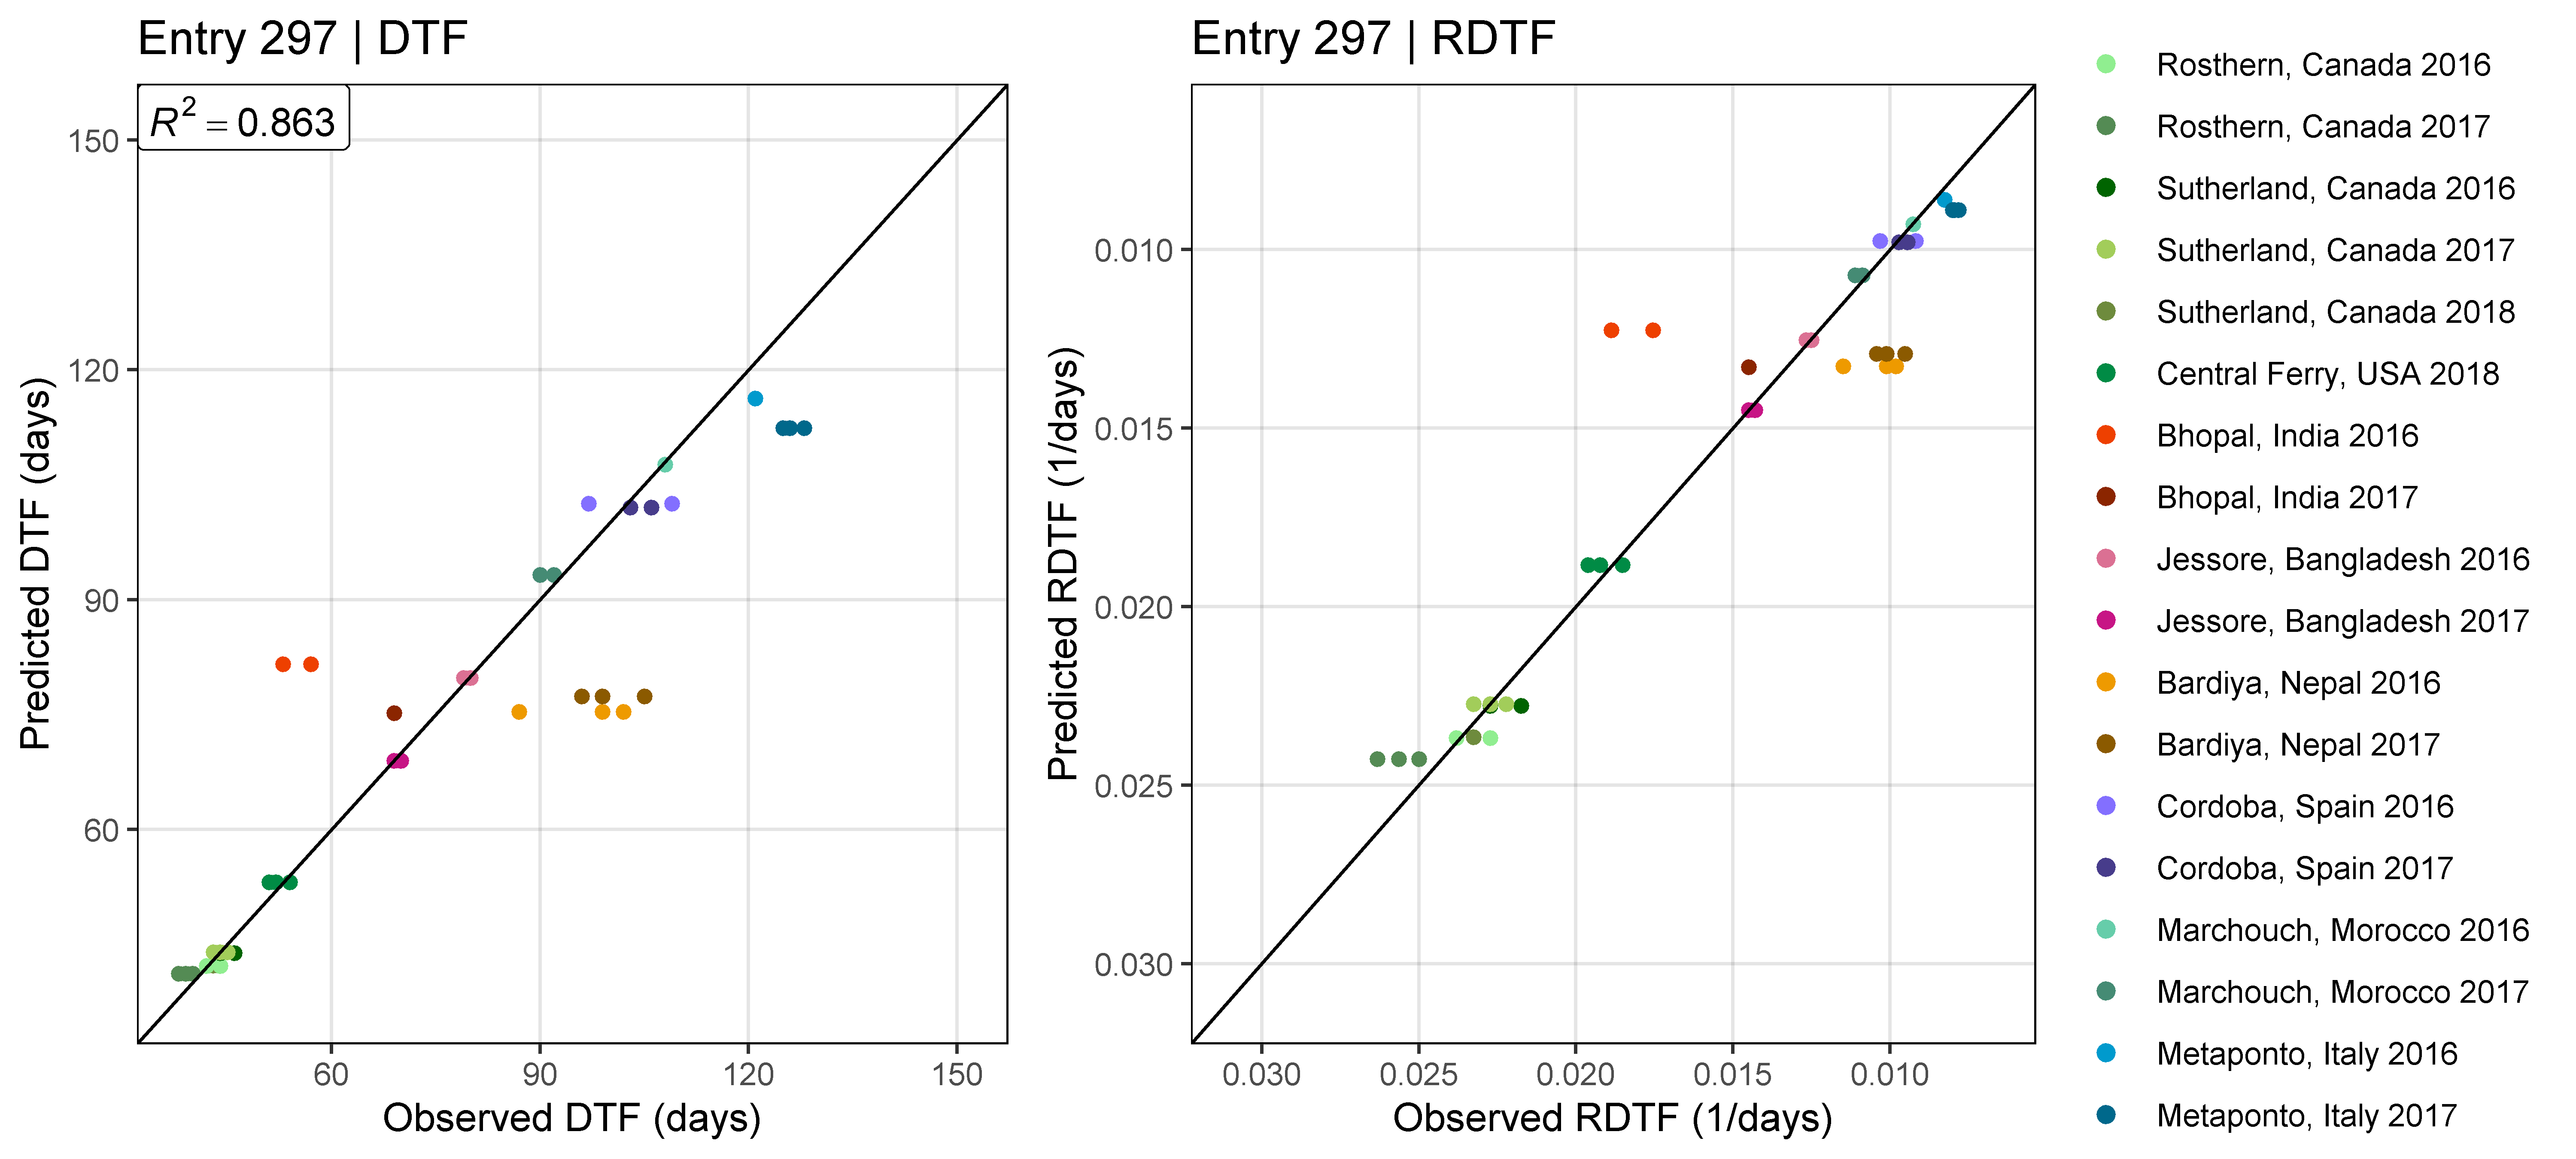 Entry 297 | DTF
R² = 0.863
150
120
90
60
60
90
120
150
Predicted DTF (days)
Observed DTF (days)
Entry 297 | RDTF
0.010
0.015
0.020
0.025
0.030
0.030
0.025
0.020
0.015
0.010
Predicted RDTF (1/days)
Observed RDTF (1/days)
Rosthern, Canada 2016
Rosthern, Canada 2017
Sutherland, Canada 2016
Sutherland, Canada 2017
Sutherland, Canada 2018
Central Ferry, USA 2018
Bhopal, India 2016
Bhopal, India 2017
Jessore, Bangladesh 2016
Jessore, Bangladesh 2017
Bardiya, Nepal 2016
Bardiya, Nepal 2017
Cordoba, Spain 2016
Cordoba, Spain 2017
Marchouch, Morocco 2016
Marchouch, Morocco 2017
Metaponto, Italy 2016
Metaponto, Italy 2017